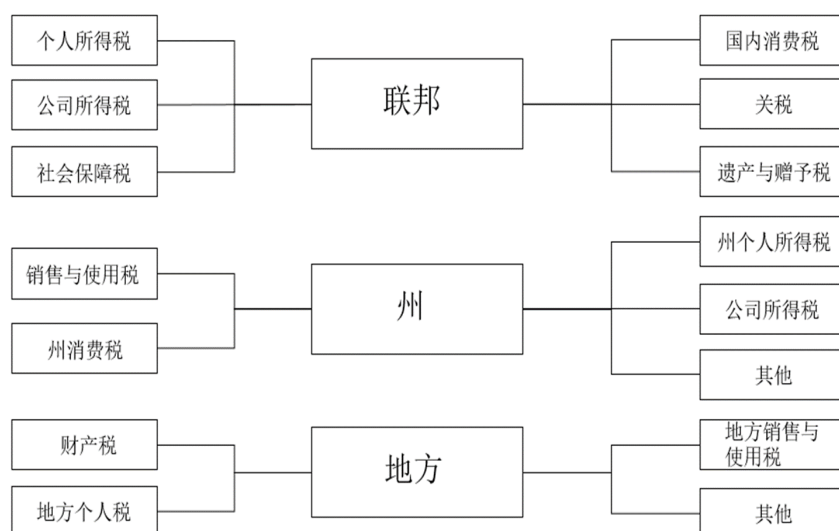 个人所得税
公司所得税
社会保障税
联邦
国内消费税
关税
遗产与赠予税
销售与使用税
州消费税
州
州个人所得税
公司所得税
其他
财产税
地方个人税
地方
地方销售与
使用税
其他